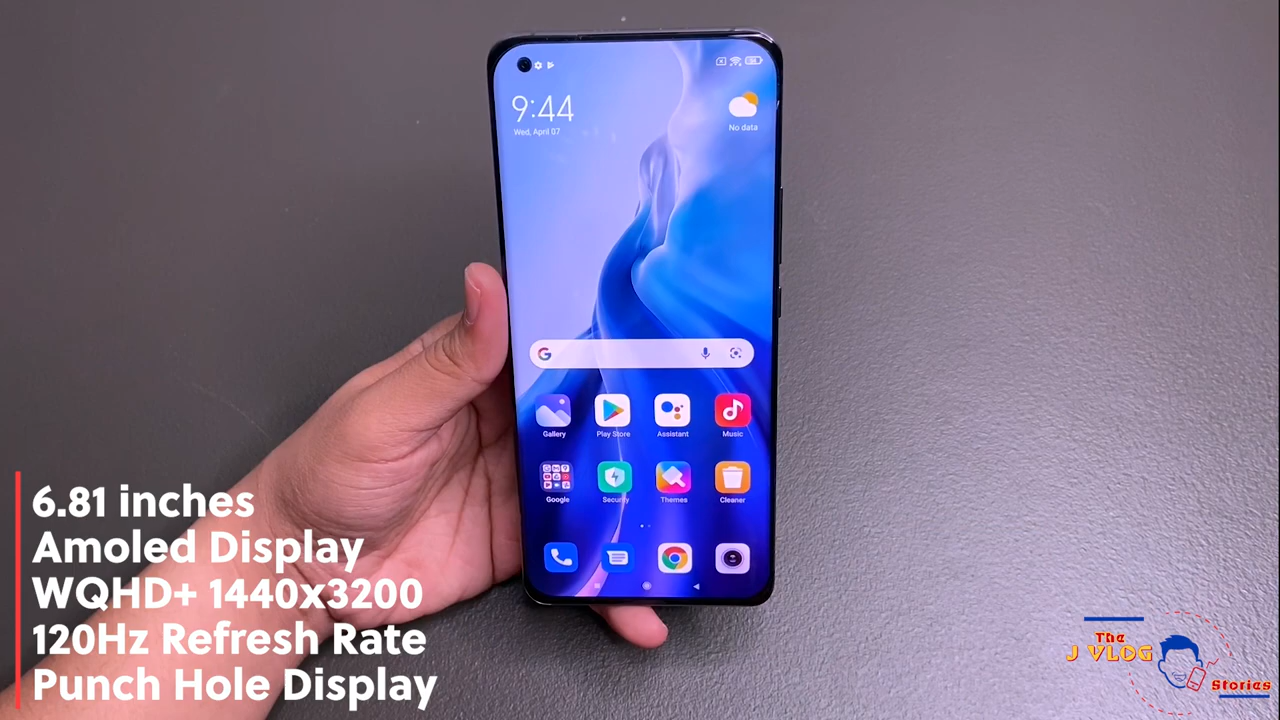 9:44
Wed, April 07
No data
Gallery
Play Store
Assistant
Music
Google
Security
Themes
Cleaner
6.81 inches
Amoled Display
WQHD+ 1440x3200
120Hz Refresh Rate
Punch Hole Display
The
J VLOG
Stories